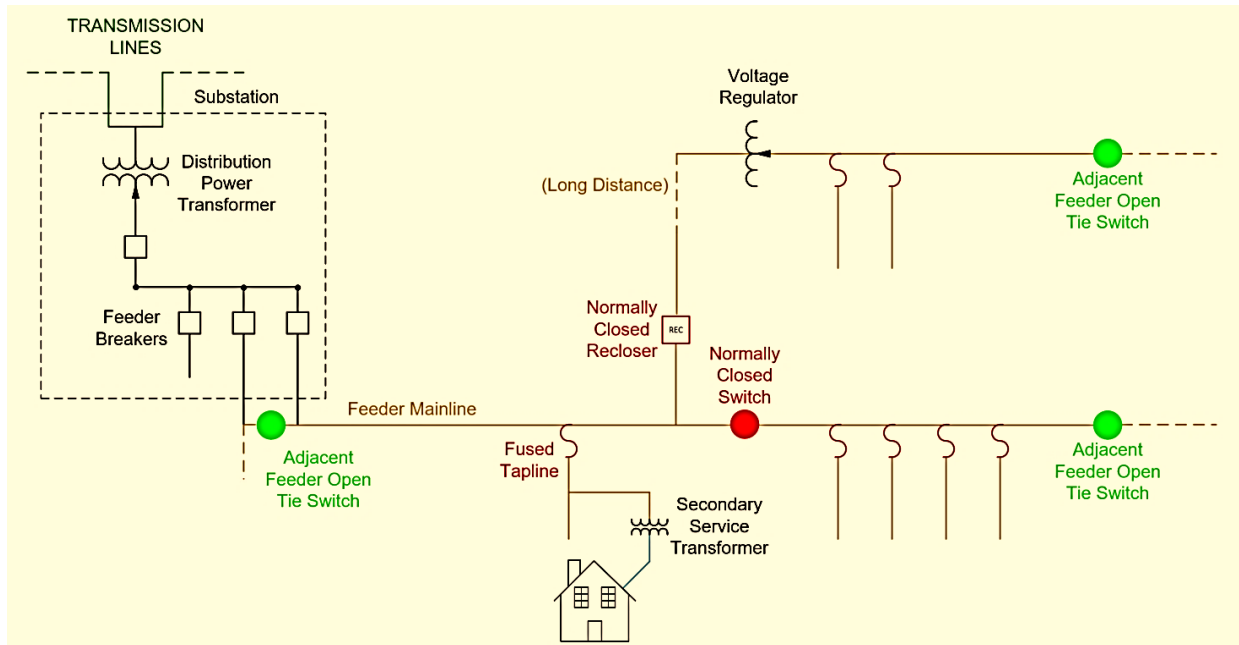 TRANSMISSION
LINES
Substation
Distribution
Power
Transformer
Feeder
Breakers
Voltage
Regulator
(Long Distance)
Adjacent
Feeder Open
Tie Switch
Normally
Closed
Recloser
REC
Normally
Closed
Switch
Feeder Mainline
Adjacent
Feeder Open
Tie Switch
Fused
Tapline
Adjacent
Feeder Open
Tie Switch
Secondary
Service
Transformer